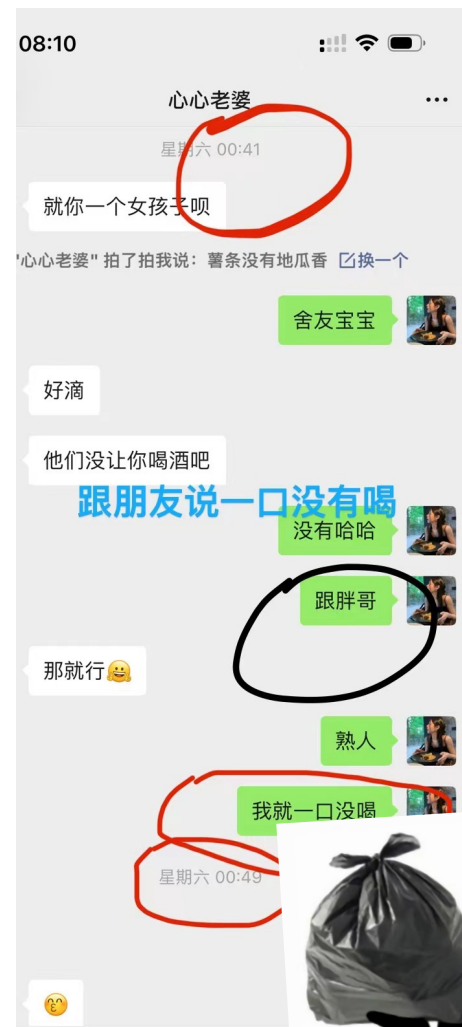 08:10
心心老婆
星期六 00:41
就你一个女孩子呗
"心心老婆" 拍了拍我说：薯条没有地瓜香 换一个
舍友宝宝
好滴
他们没让你喝酒吧
跟朋友说一口没有喝
没有哈哈
跟胖哥
那就行
熟人
我就一口没喝
星期六 00:49